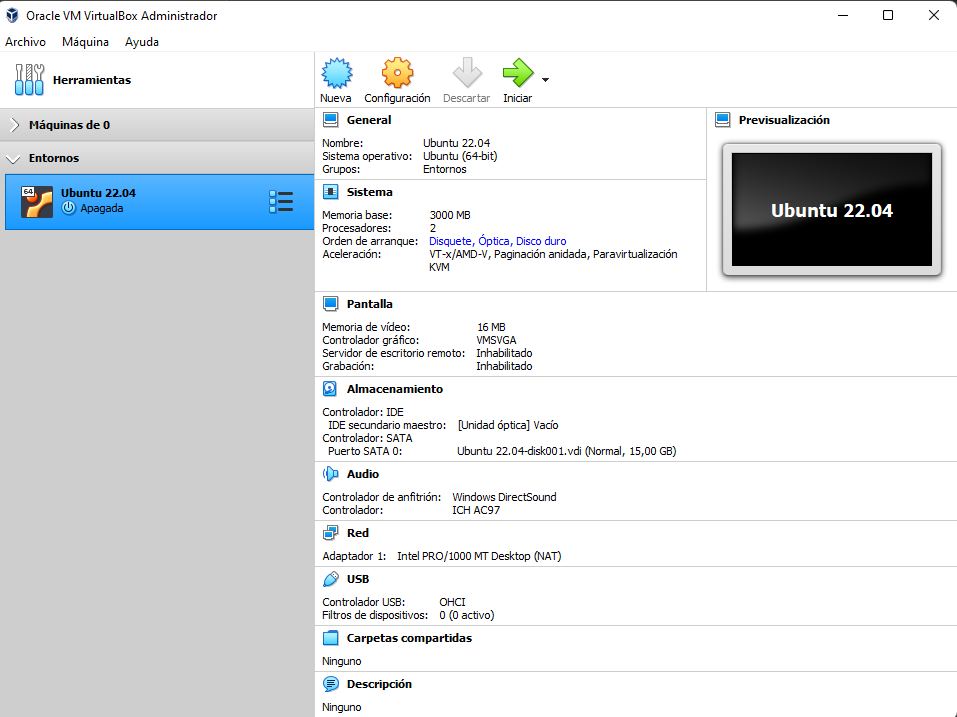 Oracle VM VirtualBox Administrador
Archivo Máquina Ayuda
Herramientas
Máquinas de 0
Entornos
64
Ubuntu 22.04
Apagada
Nueva Configuración Descartar Iniciar
General
Nombre: Ubuntu 22.04
Sistema operativo: Ubuntu (64-bit)
Grupos: Entornos
Previsualización
Ubuntu 22.04
Sistema
Memoria base: 3000 MB
Procesadores: 2
Orden de arranque: Disquete, Óptica, Disco duro
Aceleración: VT-x/AMD-V, Paginación anidada, Paravirtualización
KVM
Pantalla
Memoria de vídeo: 16 MB
Controlador gráfico: VMSVGA
Servidor de escritorio remoto: Inhabilitado
Grabación: Inhabilitado
Almacenamiento
Controlador: IDE
IDE secundario maestro: [Unidad óptica] Vacío
Controlador: SATA
Puerto SATA 0: Ubuntu 22.04-disk001.vdi (Normal, 15,00 GB)
Audio
Controlador de anfitrión: Windows DirectSound
Controlador: ICH AC97
Red
Adaptador 1: Intel PRO/1000 MT Desktop (NAT)
USB
Controlador USB: OHCI
Filtros de dispositivos: 0 (0 activo)
Carpetas compartidas
Ninguno
Descripción
Ninguno